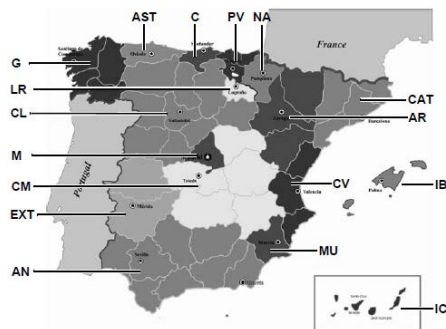 AST C PV NA
France
G
Oviedo
Santander
Pamplona
LR
Logroño
CAT
CL
Valladolid
AR
Barcelona
M
Toledo
CM
CV
Valencia
IB
Palma
Portugal
EXT
Mérida
MU
Murcia
AN
Sevilla
Almería
IC